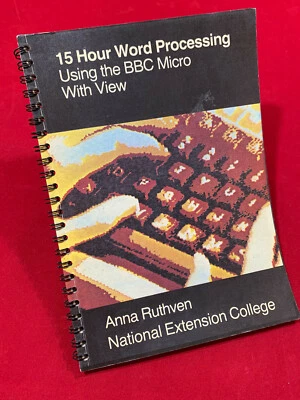 15 Hour Word Processing
Using the BBC Micro
With View
Anna Ruthven
National Extension College